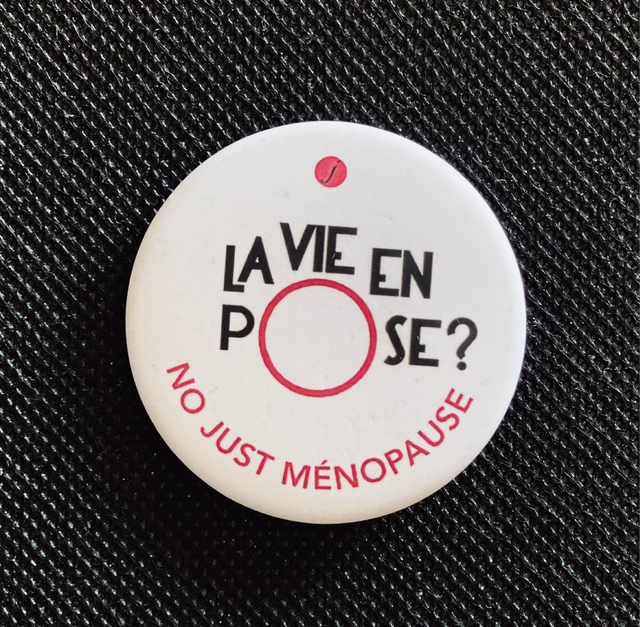 ʃ
LA VIE EN
POSE?
NO JUST MÉNOPAUSE